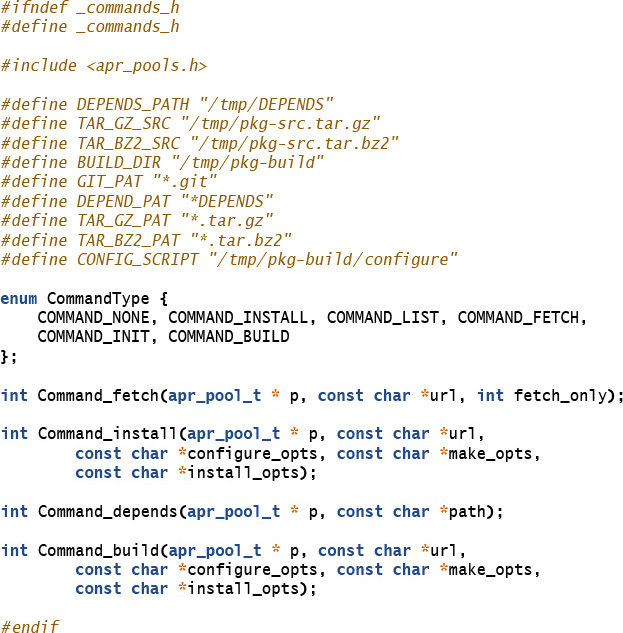 #ifndef _commands_h
#define _commands_h

#include <apr_pools.h>

#define DEPENDS_PATH "/tmp/DEPENDS"
#define TAR_GZ_SRC "/tmp/pkg-src.tar.gz"
#define TAR_BZ2_SRC "/tmp/pkg-src.tar.bz2"
#define BUILD_DIR "/tmp/pkg-build"
#define GIT_PAT "*.git"
#define DEPEND_PAT "*DEPENDS"
#define TAR_GZ_PAT "*.tar.gz"
#define TAR_BZ2_PAT "*.tar.bz2"
#define CONFIG_SCRIPT "/tmp/pkg-build/configure"

enum CommandType {
    COMMAND_NONE, COMMAND_INSTALL, COMMAND_LIST, COMMAND_FETCH,
    COMMAND_INIT, COMMAND_BUILD
};

int Command_fetch(apr_pool_t * p, const char *url, int fetch_only);

int Command_install(apr_pool_t * p, const char *url,
        const char *configure_opts, const char *make_opts,
        const char *install_opts);

int Command_depends(apr_pool_t * p, const char *path);

int Command_build(apr_pool_t * p, const char *url,
        const char *configure_opts, const char *make_opts,
        const char *install_opts);

#endif